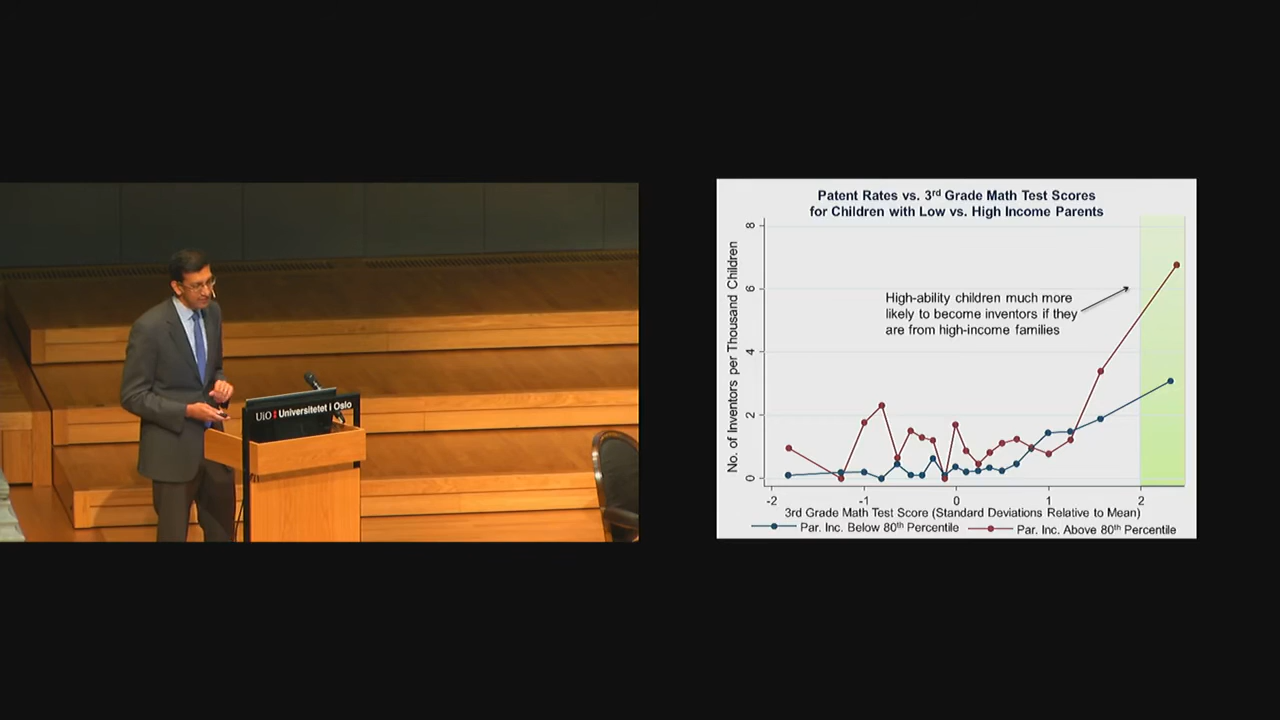 UiO Universitetet i Oslo
Patent Rates vs. 3rd Grade Math Test Scores
for Children with Low vs. High Income Parents
No. of Inventors per Thousand Children
8
6
4
2
0
High-ability children much more
likely to become inventors if they
are from high-income families
-2 -1 0 1 2
3rd Grade Math Test Score (Standard Deviations Relative to Mean)
Par. Inc. Below 80th Percentile Par. Inc. Above 80th Percentile